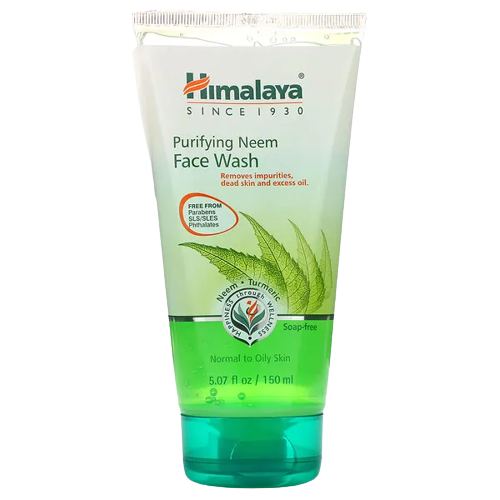 Himalaya®
SINCE 1930
Purifying Neem
Face Wash
Removes impurities,
dead skin and excess oil.
FREE FROM
Parabens
SLS/SLES
Phthalates
Neem • Turmeric
HAPPINESS through WELLNESS
Soap-free
Normal to Oily Skin
5.07 fl oz / 150 ml